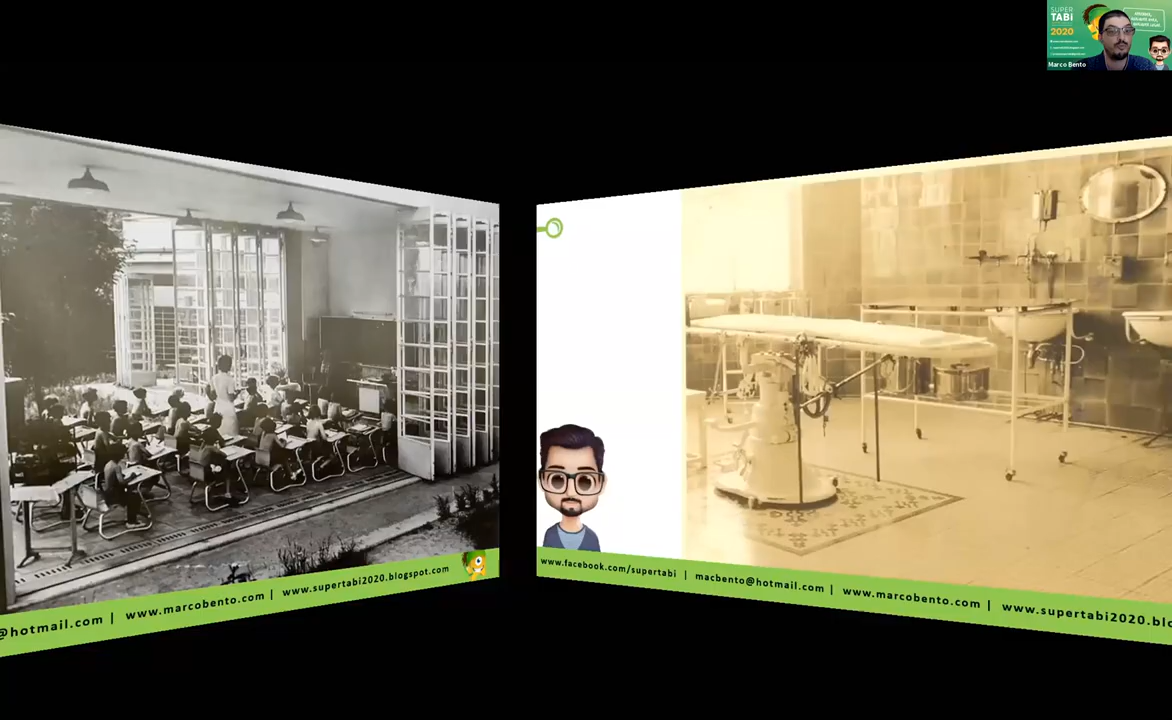 SUPER
TABi
2020
Marco Bento
@hotmail.com | www.marcobento.com | www.supertabi2020.blogspot.com
www.facebook.com/supertabi | macbento@hotmail.com | www.marcobento.com | www.supertabi2020.blo